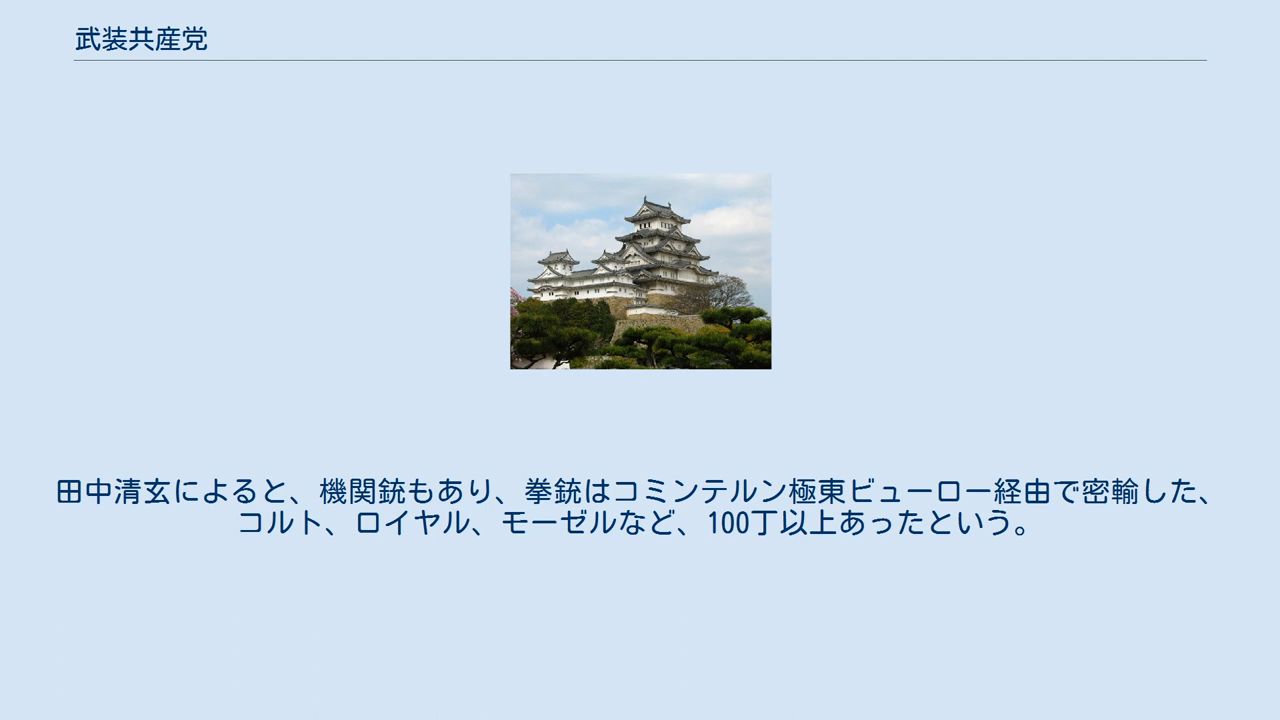 武装共産党
田中清玄によると、機関銃もあり、拳銃はコミンテルン極東ビューロー経由で密輸した、
コルト、ロイヤル、モーゼルなど、100丁以上あったという。